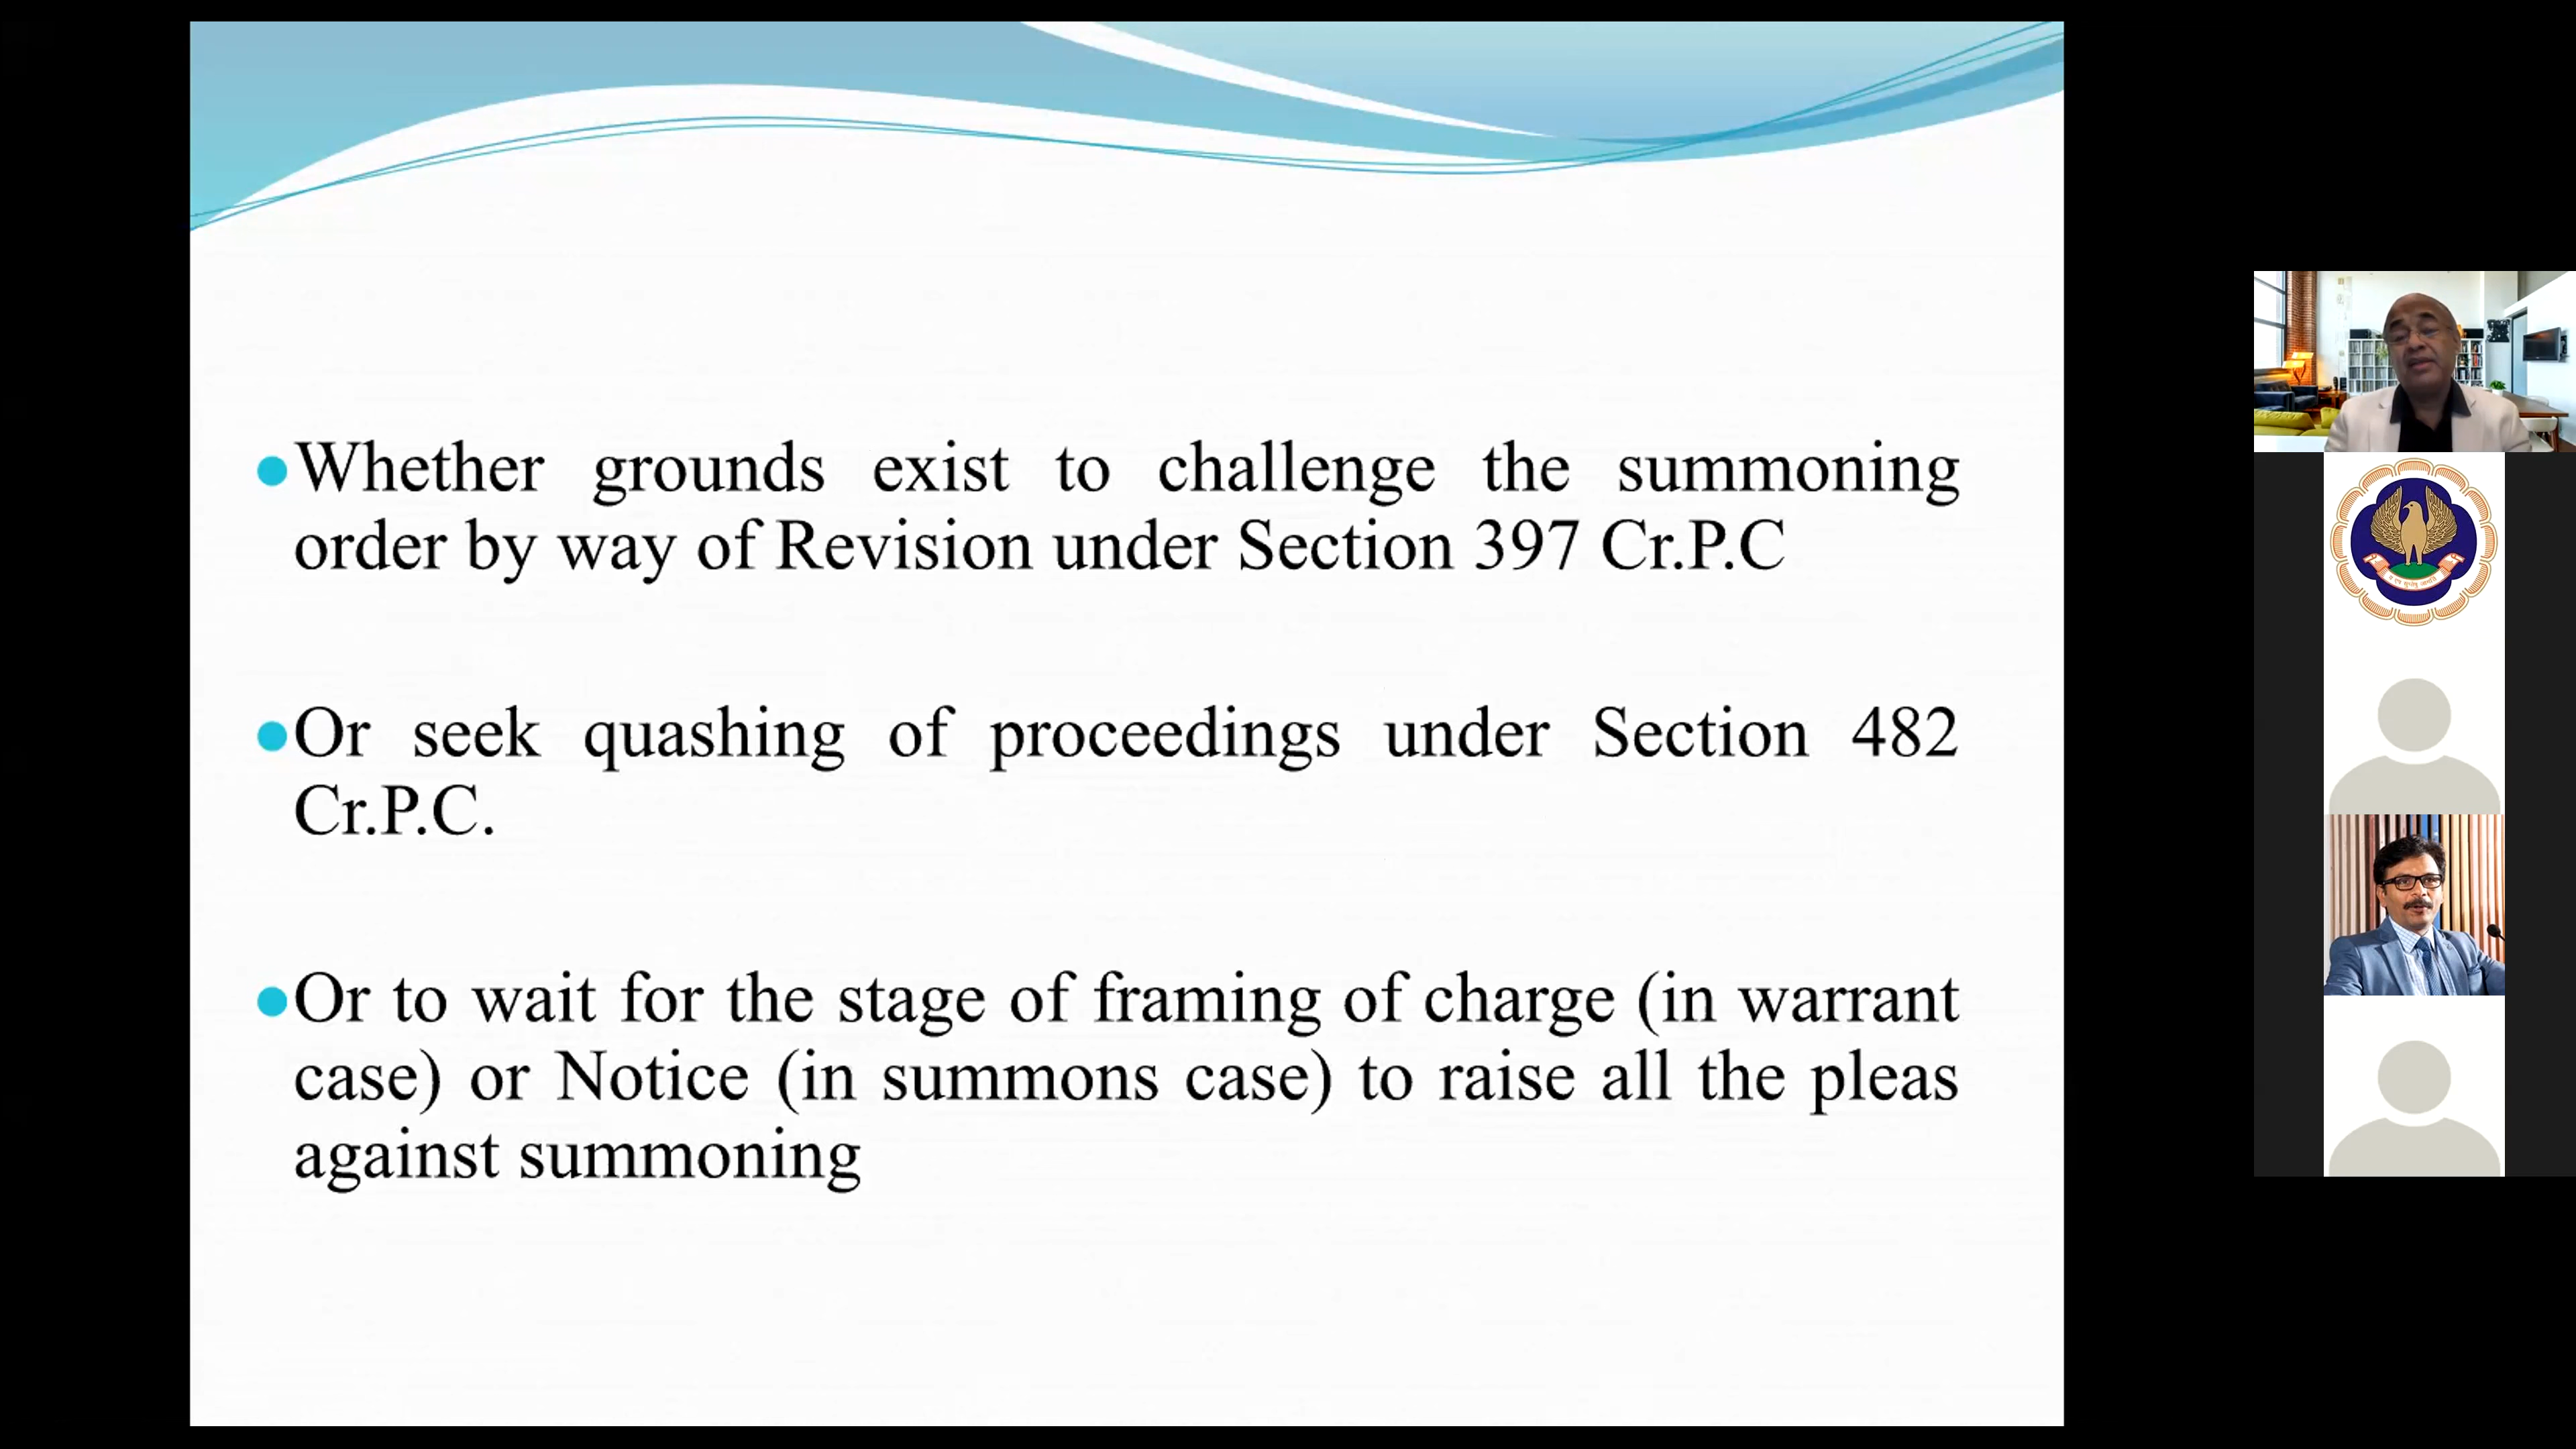 Whether grounds exist to challenge the summoning
order by way of Revision under Section 397 Cr.P.C
Or seek quashing of proceedings under Section 482
Cr.P.C.
Or to wait for the stage of framing of charge (in warrant
case) or Notice (in summons case) to raise all the pleas
against summoning